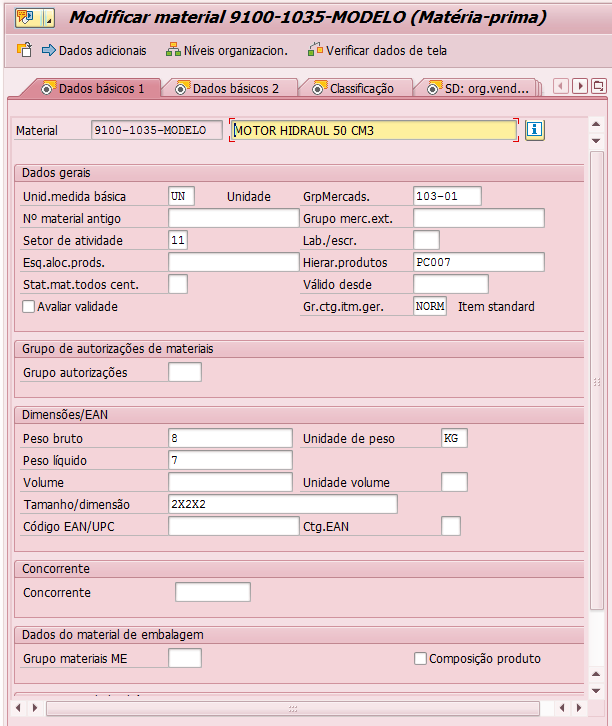 Modificar material 9100-1035-MODELO (Matéria-prima)
Dados adicionais Níveis organizacion. Verificar dados de tela
Dados básicos 1 Dados básicos 2 Classificação SD: org.vend...
Material 9100-1035-MODELO MOTOR HIDRAUL 50 CM3
Dados gerais
Unid.medida básica UN Unidade GrpMercads. 103-01
Nº material antigo Grupo merc.ext.
Setor de atividade 11 Lab./escr.
Esq.aloc.prods. Hierar.produtos PC007
Stat.mat.todos cent. Válido desde
Avaliar validade Gr.ctg.itm.ger. NORM Item standard
Grupo de autorizações de materiais
Grupo autorizações
Dimensões/EAN
Peso bruto 8 Unidade de peso KG
Peso líquido 7
Volume Unidade volume
Tamanho/dimensão 2X2X2
Código EAN/UPC Ctg.EAN
Concorrente
Concorrente
Dados do material de embalagem
Grupo materiais ME Composição produto